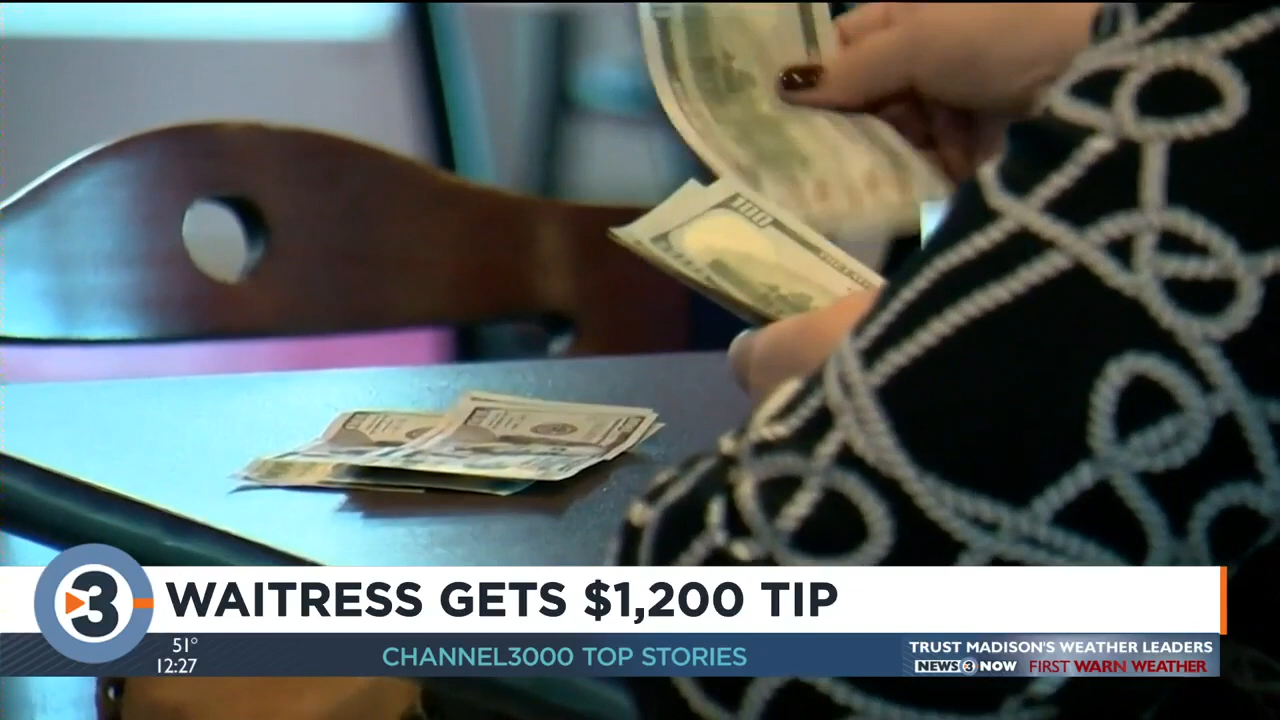 100
3
WAITRESS GETS $1,200 TIP
51°
12:27
CHANNEL3000 TOP STORIES
TRUST MADISON'S WEATHER LEADERS
NEWS 3 NOW FIRST WARN WEATHER